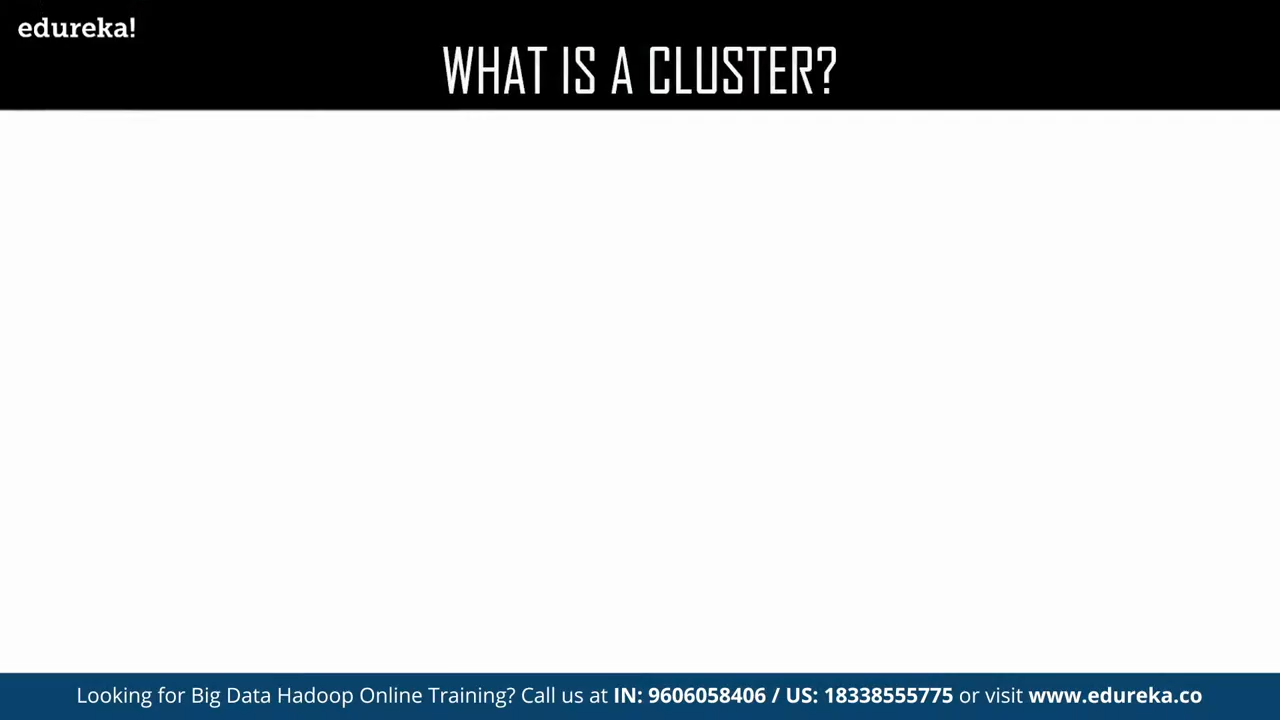 edureka!
WHAT IS A CLUSTER?
Looking for Big Data Hadoop Online Training? Call us at IN: 9606058406 / US: 18338555775 or visit www.edureka.co